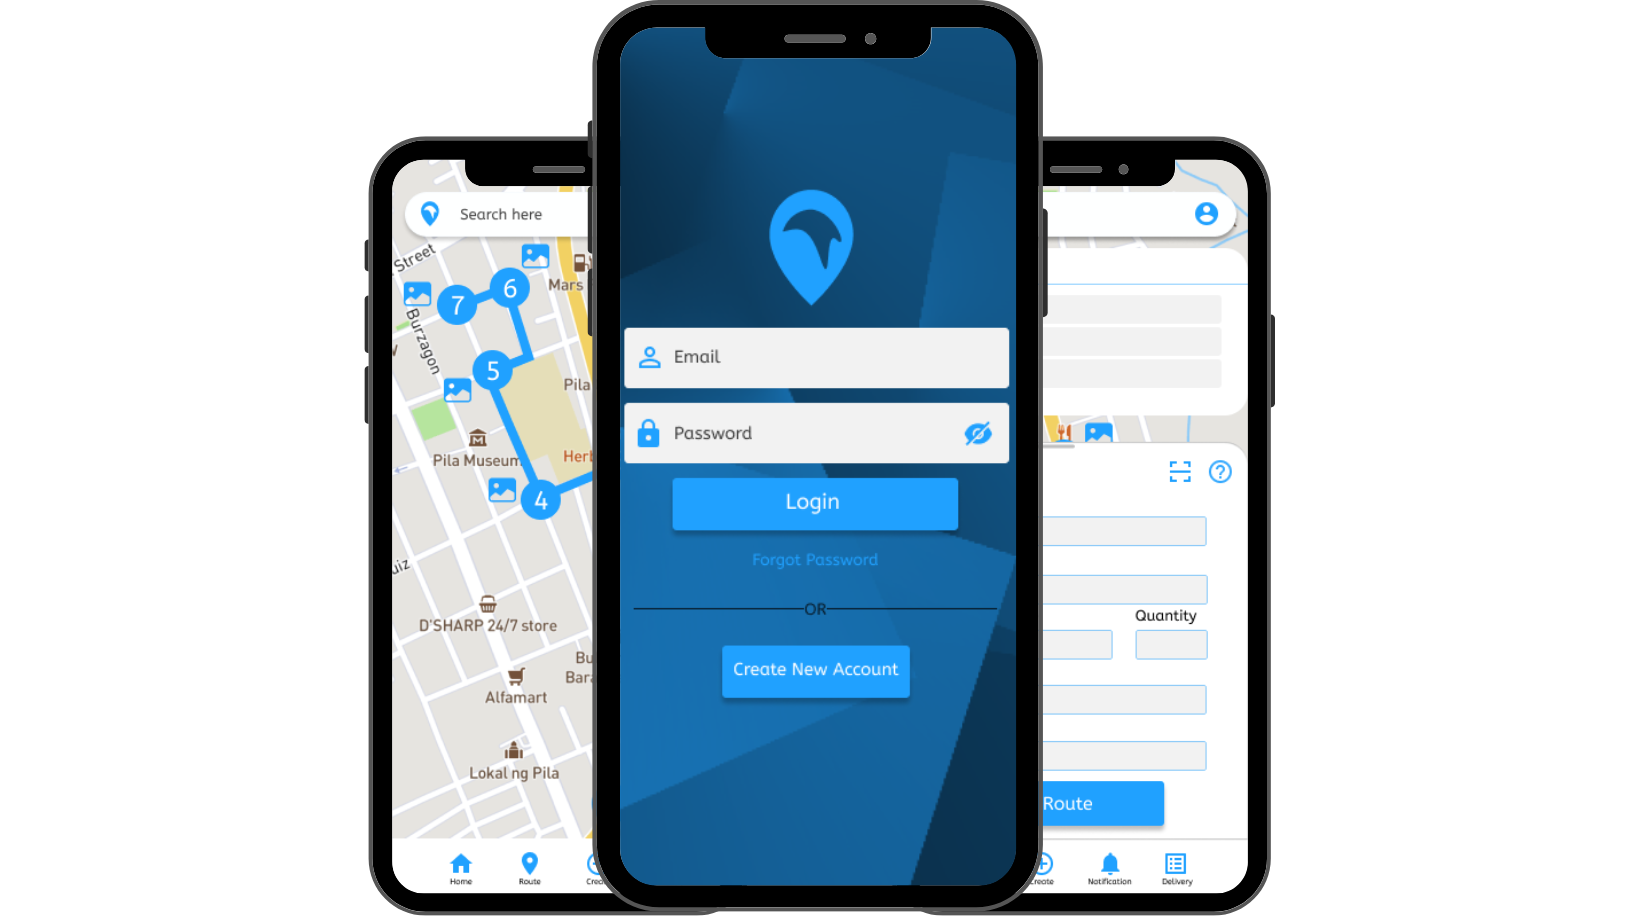 Search here
Street
6
7
Mars
Burzagon
5
Pila
Pila Museum
Herb
4
uiz
D'SHARP 24/7 store
Bu
Bara
Alfamart
Lokal ng Pila
Home
Route
Crea
Email
Password
Login
Forgot Password
OR
Create New Account
Quantity
Route
Create
Notification
Delivery